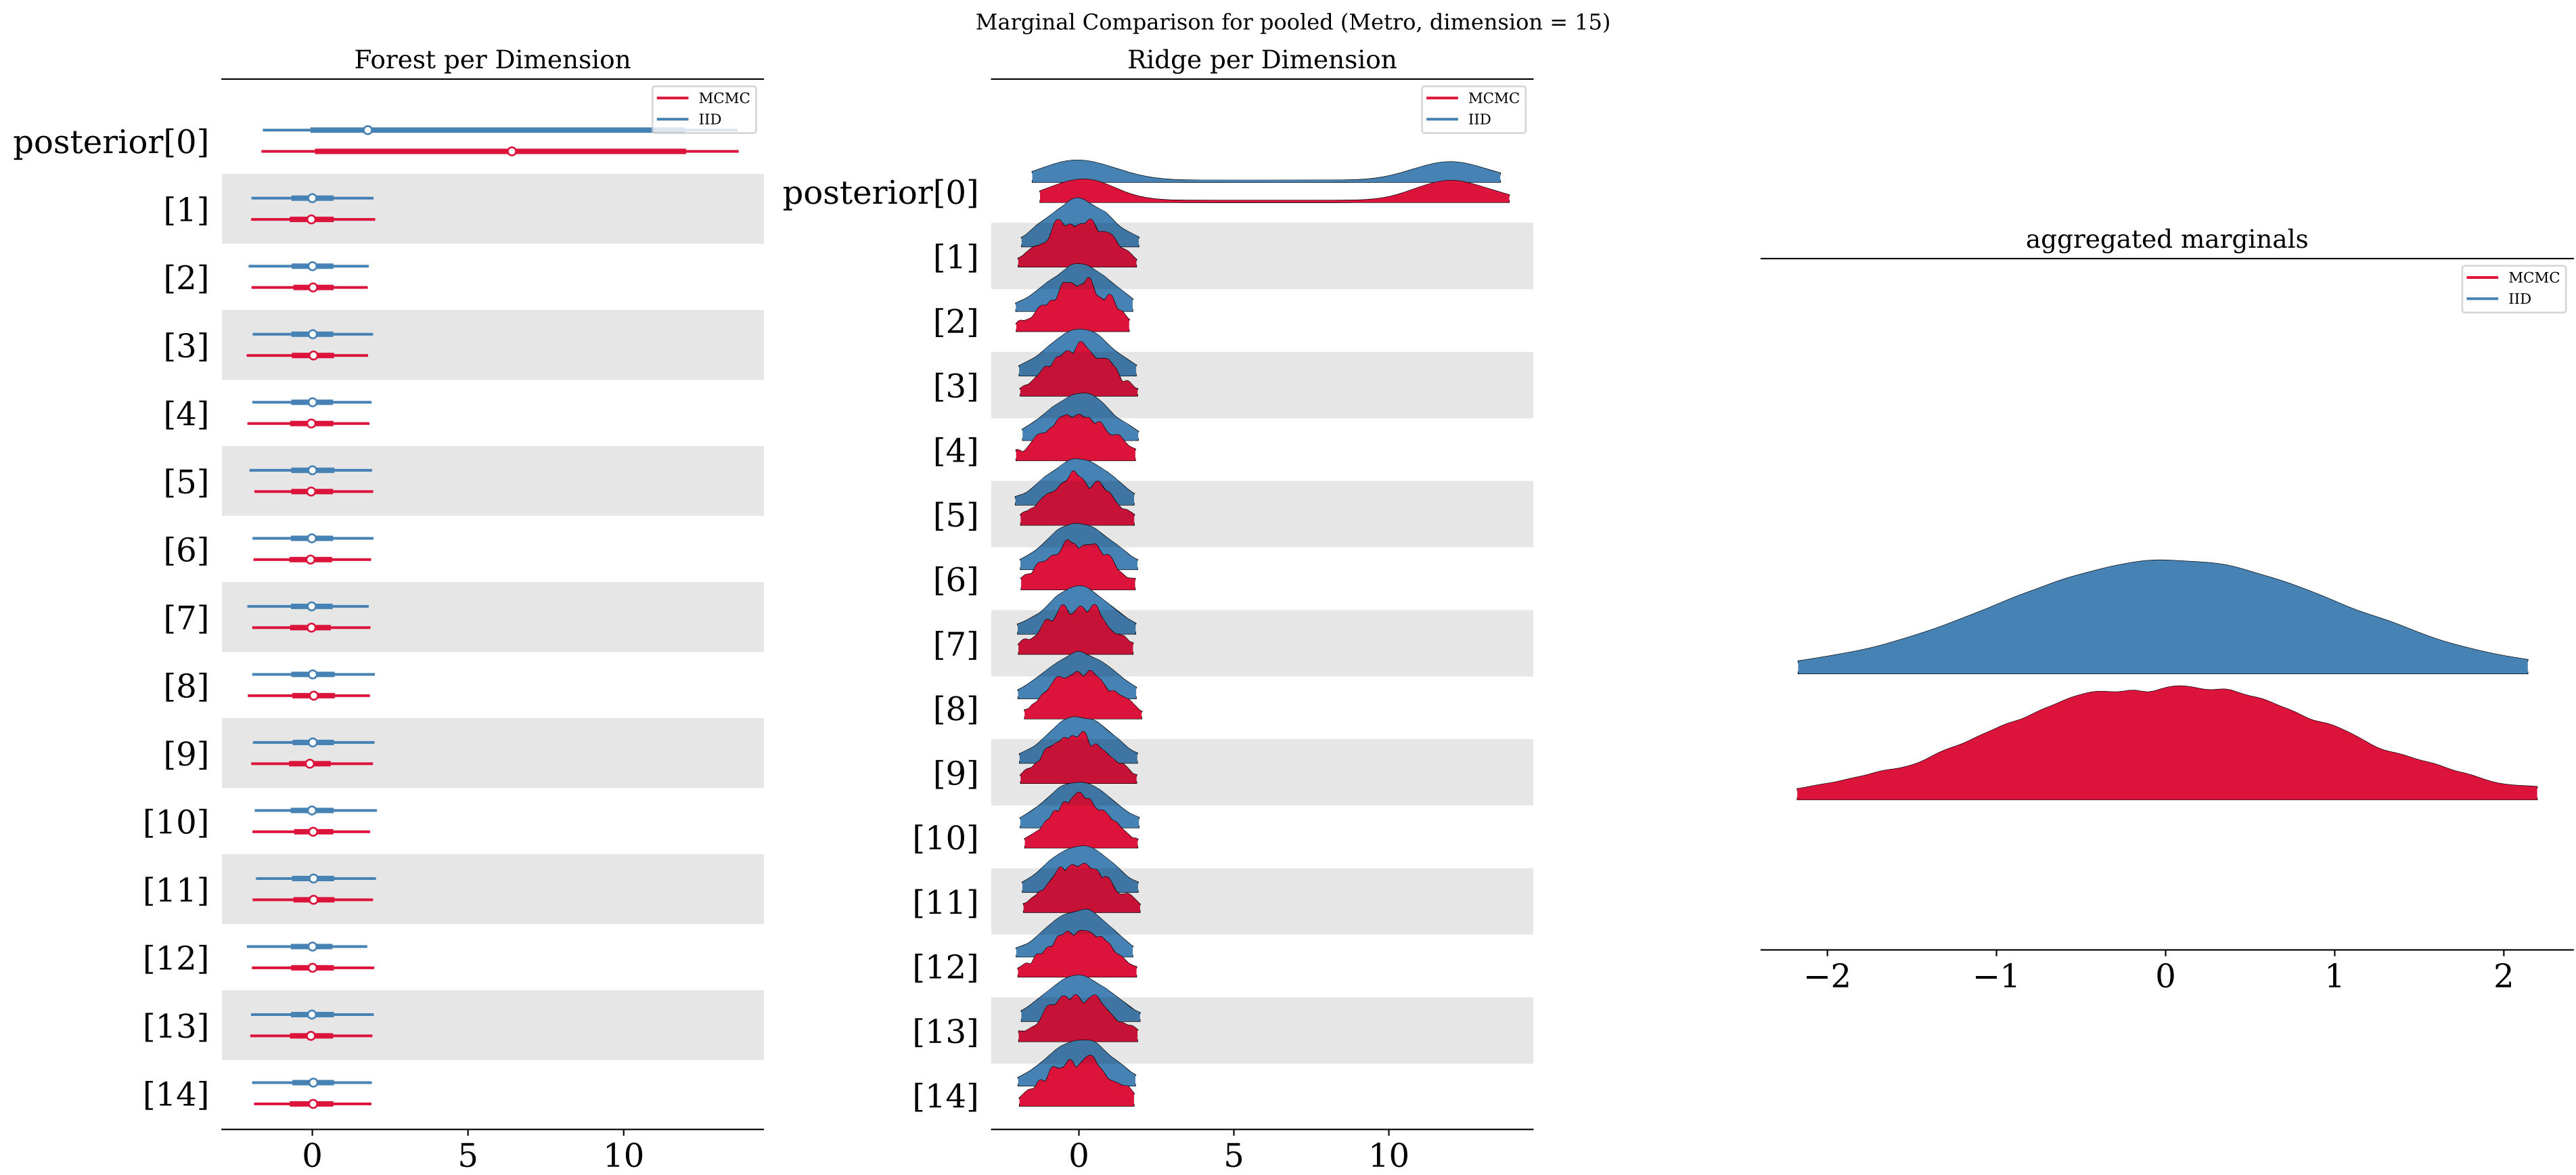 Marginal Comparison for pooled (Metro, dimension = 15)
Forest per Dimension
MCMC
IID
posterior[0]
[1]
[2]
[3]
[4]
[5]
[6]
[7]
[8]
[9]
[10]
[11]
[12]
[13]
[14]
0 5 10
Ridge per Dimension
MCMC
IID
posterior[0]
[1]
[2]
[3]
[4]
[5]
[6]
[7]
[8]
[9]
[10]
[11]
[12]
[13]
[14]
0 5 10
aggregated marginals
MCMC
IID
−2 −1 0 1 2